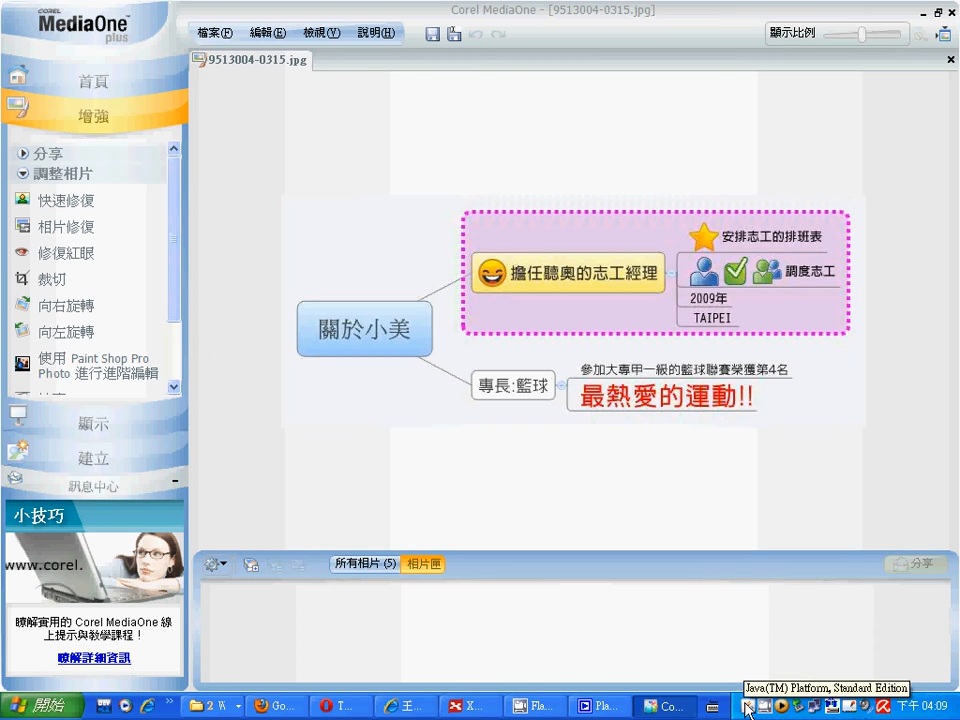 COREL
MediaOne
plus
Corel MediaOne - [9513004-0315.jpg]
檔案(F) 編輯(E) 檢視(V) 說明(H)
顯示比例
9513004-0315.jpg
首頁
增強
分享
調整相片
快速修復
相片修復
修復紅眼
裁切
向右旋轉
向左旋轉
使用 Paint Shop Pro
Photo 進行進階編輯
顯示
建立
訊息中心
小技巧
www.corel.
瞭解實用的 Corel MediaOne 線
上提示與教學課程！
瞭解詳細資訊
關於小美
擔任聽奧的志工經理
安排志工的排班表
調度志工
2009年
TAIPEI
專長:籃球
參加大專甲一級的籃球聯賽榮獲第4名
最熱愛的運動!!
所有相片 (5) 相片匣
分享
Java(TM) Platform, Standard Edition
開始
2 W
Go...
T...
王...
X...
Fla...
Pla...
Co...
下午 04:09